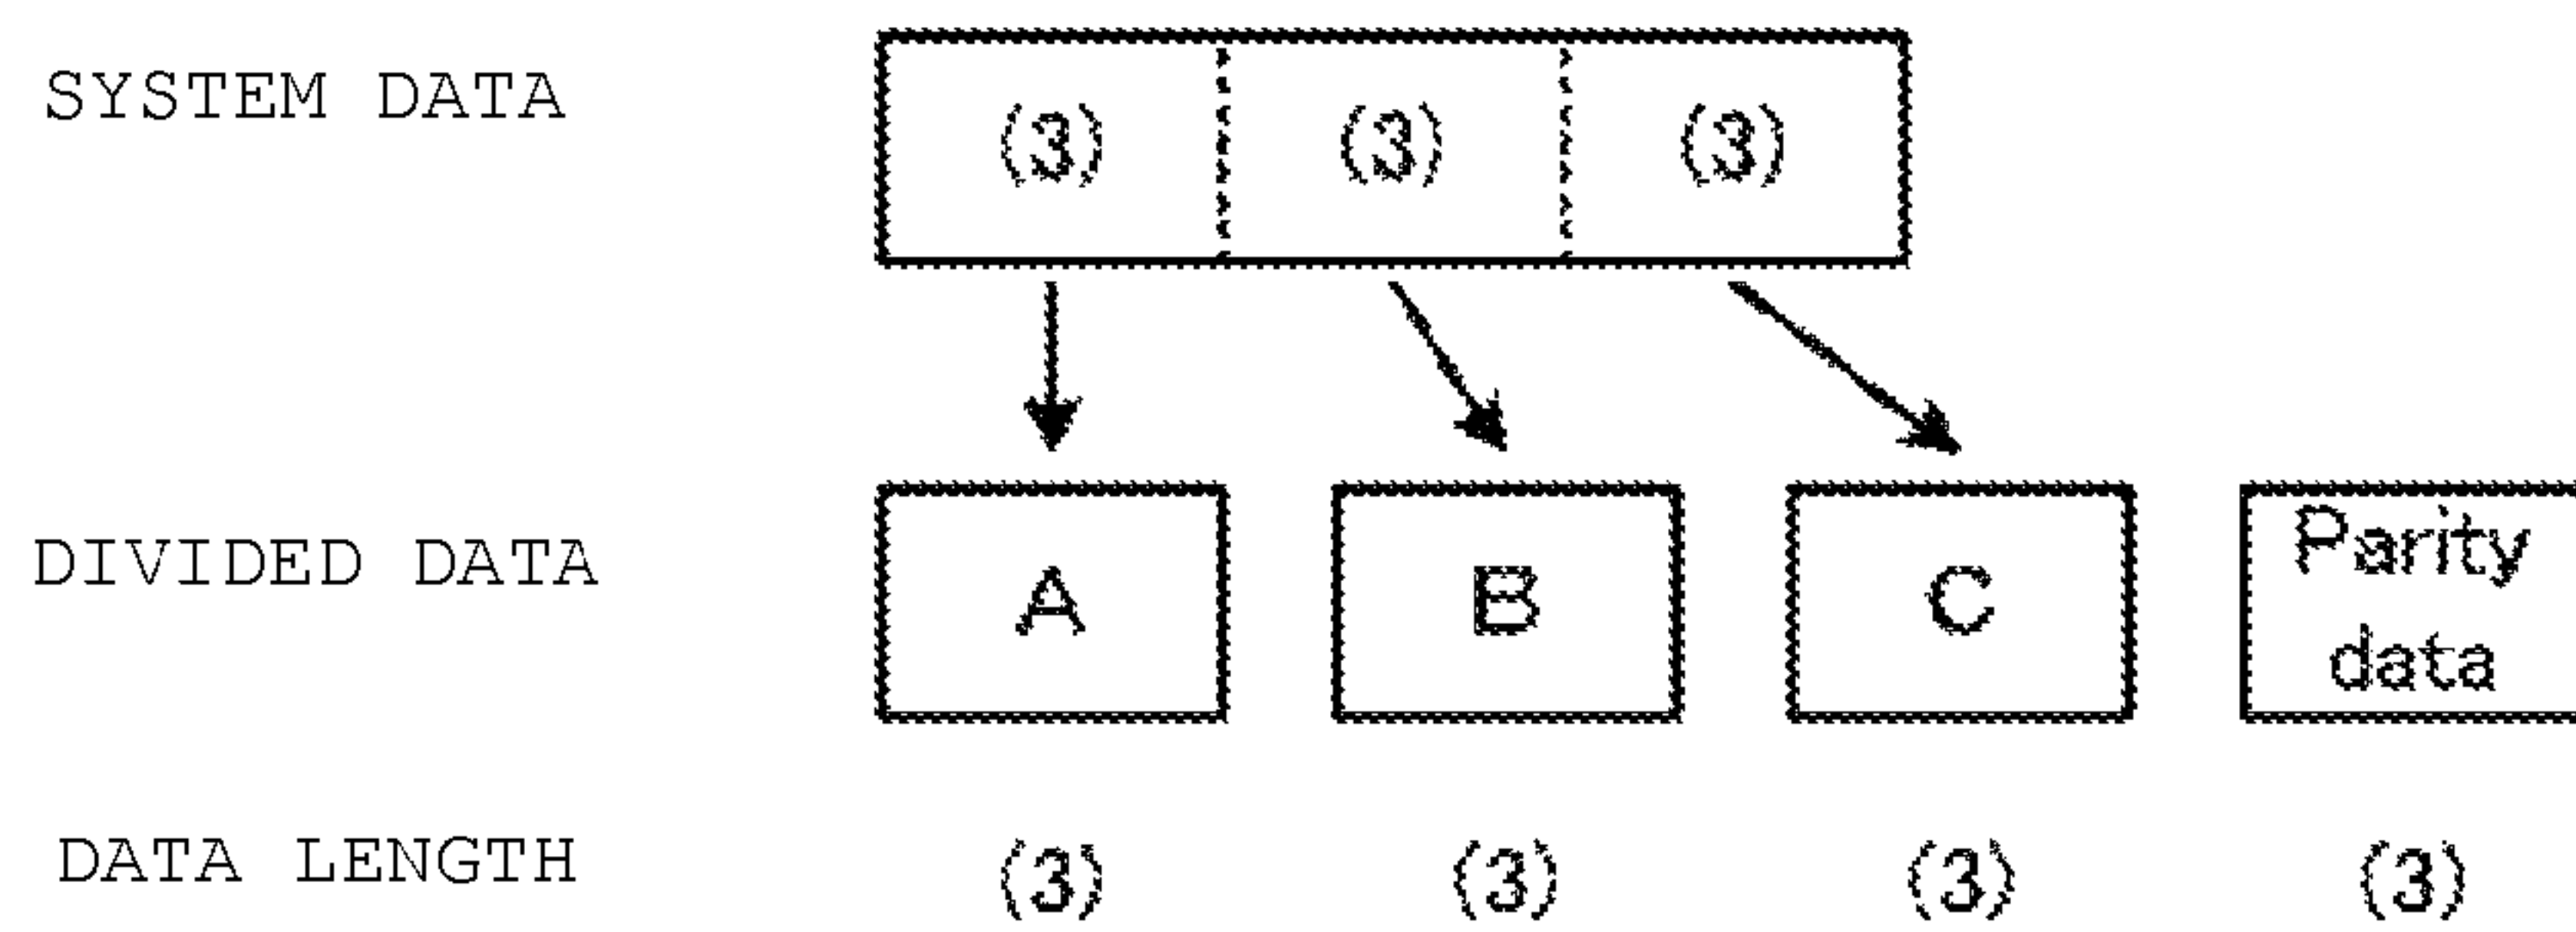 SYSTEM DATA (3) (3) (3)
DIVIDED DATA A B C Parity
data
DATA LENGTH (3) (3) (3) (3)